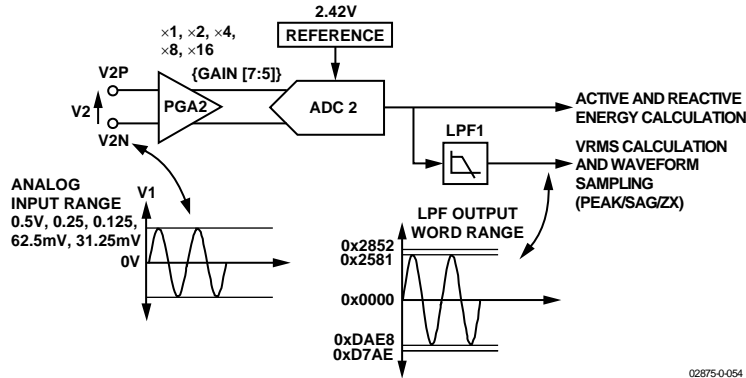 2.42V
×1, ×2, ×4,
×8, ×16
REFERENCE
{GAIN [7:5]}
V2P
V2
PGA2
ADC 2
V2N
ACTIVE AND REACTIVE
ENERGY CALCULATION
LPF1
VRMS CALCULATION
AND WAVEFORM
SAMPLING
(PEAK/SAG/ZX)
ANALOG
INPUT RANGE
0.5V, 0.25, 0.125,
62.5mV, 31.25mV
V1
0V
LPF OUTPUT
WORD RANGE
0x2852
0x2581
0x0000
0xDAE8
0xD7AE
02875-0-054